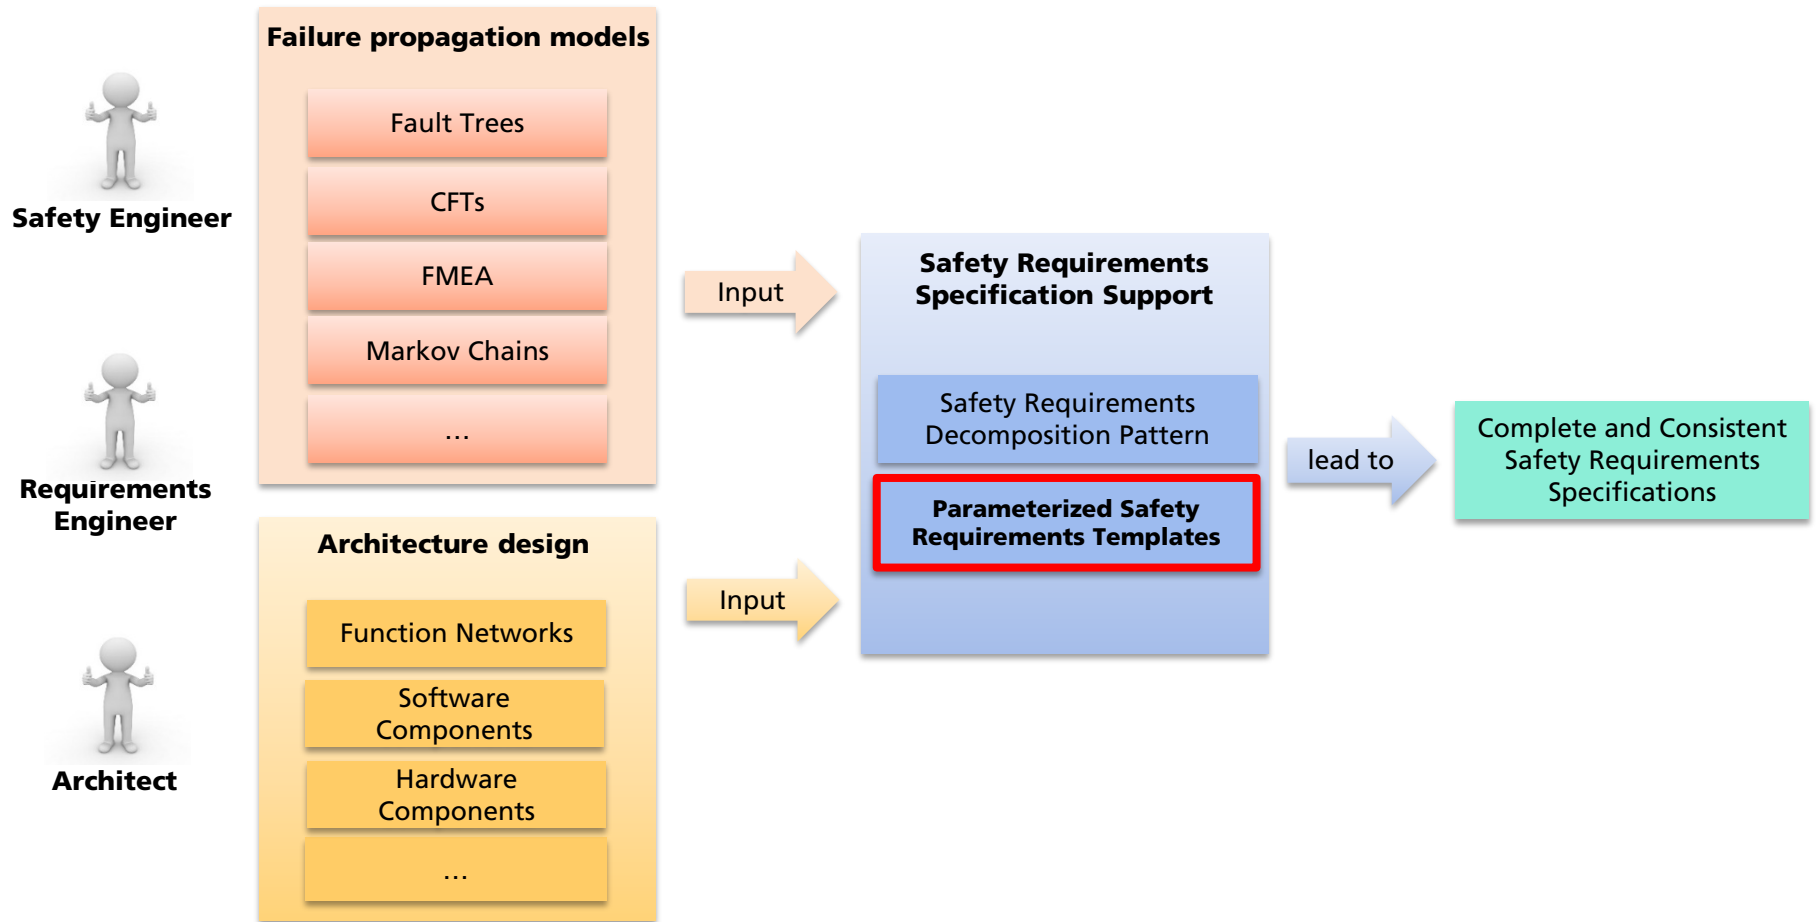 Safety Engineer
Requirements
Engineer
Architect
Failure propagation models
Fault Trees
CFTs
FMEA
Markov Chains
...
Architecture design
Function Networks
Software
Components
Hardware
Components
...
Input
Input
Safety Requirements
Specification Support
Safety Requirements
Decomposition Pattern
Parameterized Safety
Requirements Templates
lead to
Complete and Consistent
Safety Requirements
Specifications